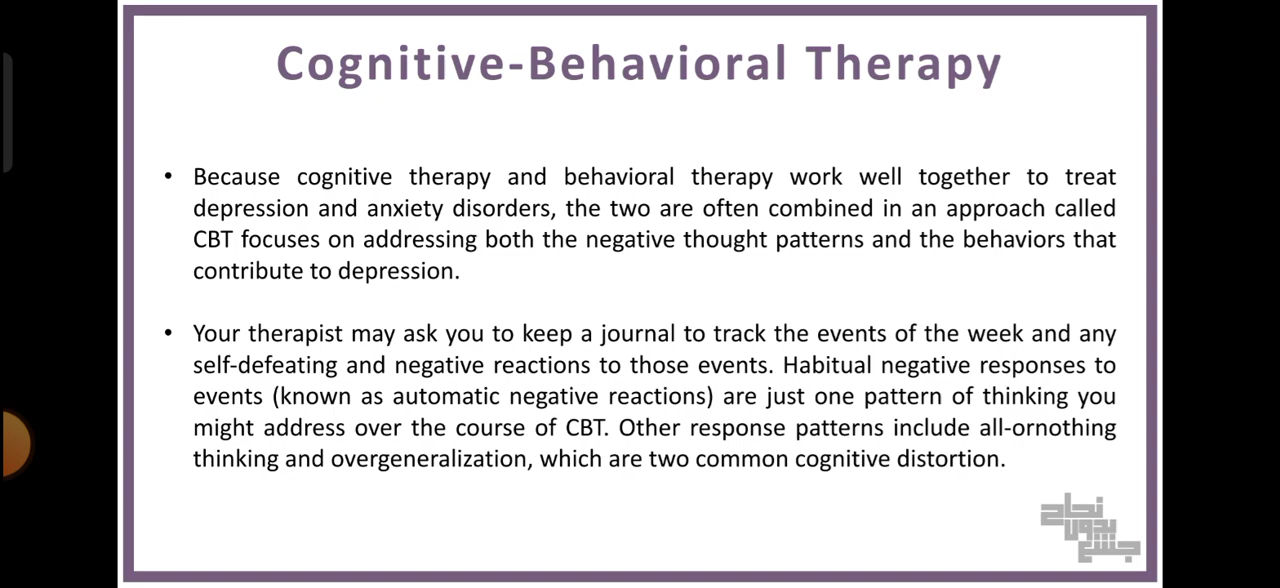 Cognitive-Behavioral Therapy
• Because cognitive therapy and behavioral therapy work well together to treat
depression and anxiety disorders, the two are often combined in an approach called
CBT focuses on addressing both the negative thought patterns and the behaviors that
contribute to depression.
• Your therapist may ask you to keep a journal to track the events of the week and any
self-defeating and negative reactions to those events. Habitual negative responses to
events (known as automatic negative reactions) are just one pattern of thinking you
might address over the course of CBT. Other response patterns include all-ornothing
thinking and overgeneralization, which are two common cognitive distortion.
نجاح
بدون